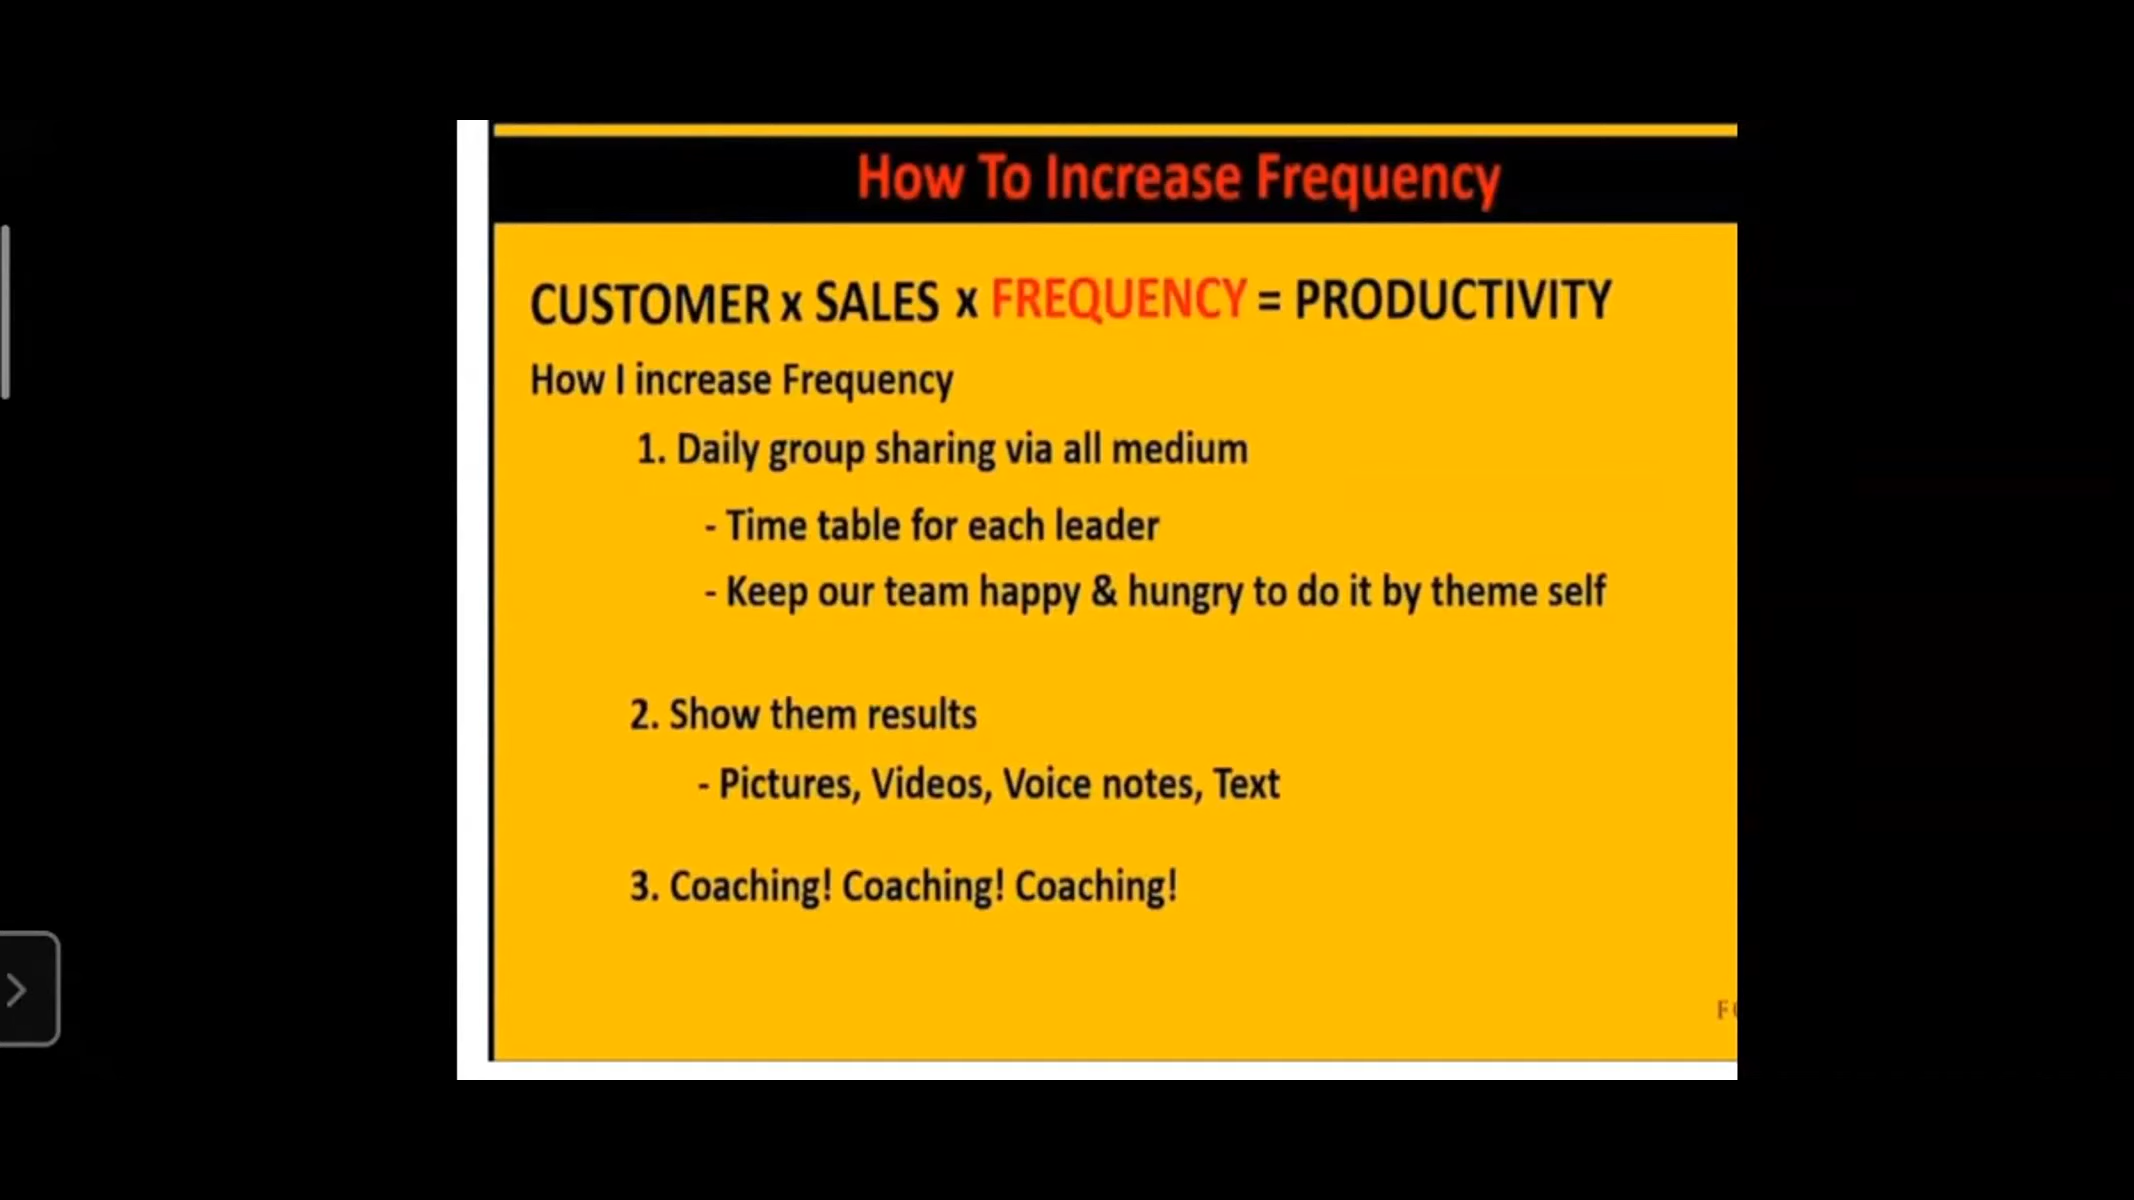 How To Increase Frequency
CUSTOMER x SALES x FREQUENCY = PRODUCTIVITY
How I increase Frequency
1. Daily group sharing via all medium
- Time table for each leader
- Keep our team happy & hungry to do it by theme self
2. Show them results
- Pictures, Videos, Voice notes, Text
3. Coaching! Coaching! Coaching!